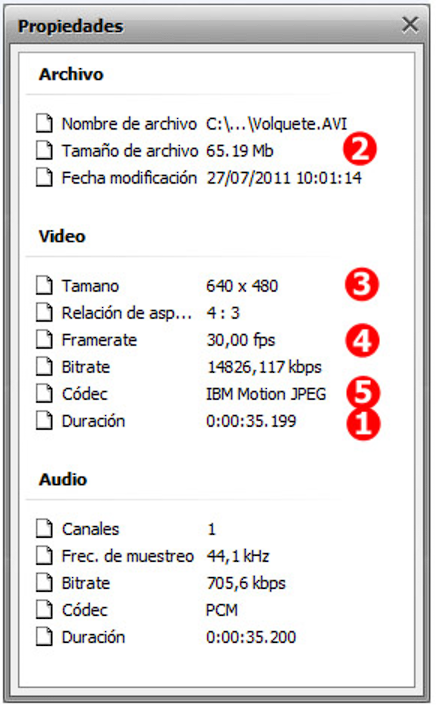 Propiedades
Archivo
Nombre de archivo C:\...\Volquete.AVI
Tamaño de archivo 65.19 Mb 2
Fecha modificación 27/07/2011 10:01:14
Video
Tamano 640 x 480 3
Relación de asp... 4 : 3
Framerate 30,00 fps 4
Bitrate 14826,117 kbps
Códec IBM Motion JPEG 5
Duración 0:00:35.199 1
Audio
Canales 1
Frec. de muestreo 44,1 kHz
Bitrate 705,6 kbps
Códec PCM
Duración 0:00:35.200